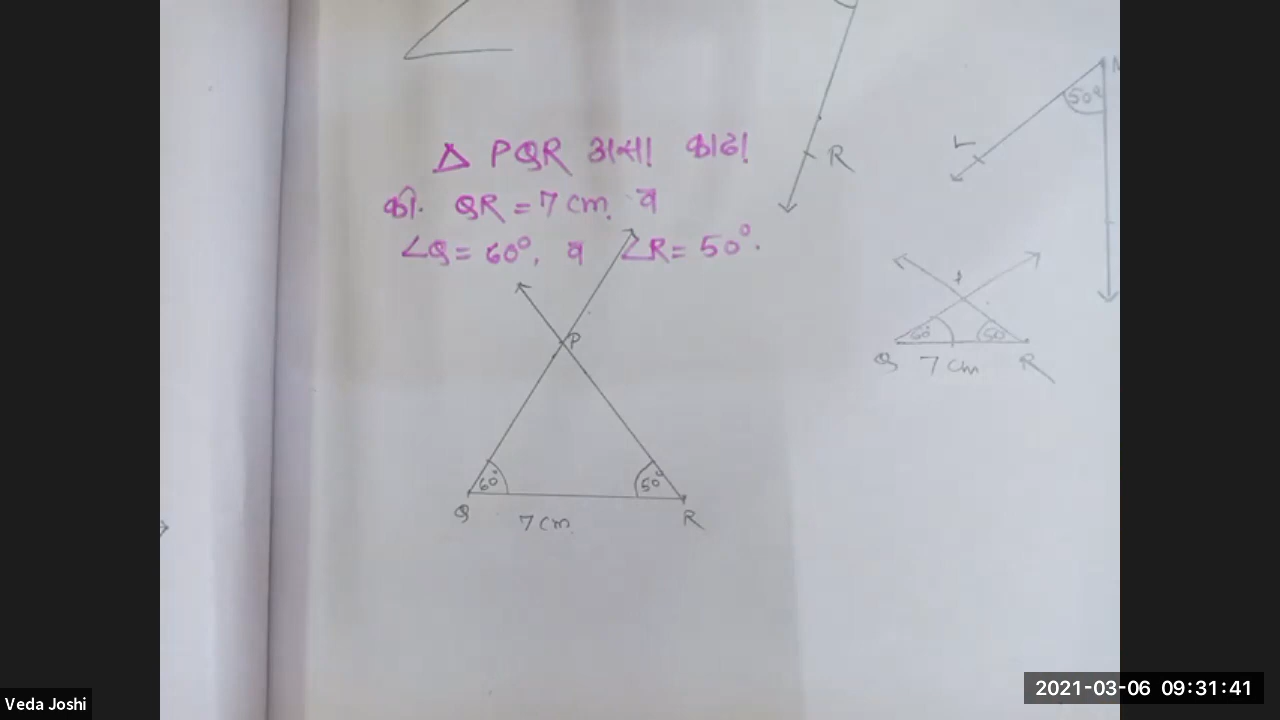 △ PQR असा काढा
की. QR = 7 cm. व
∠Q = 60°, व ∠R = 50°.
R
50°
L
P
60°
50°
Q 7 cm R
P
60°
50°
Q 7 cm R
Veda Joshi
2021-03-06 09:31:41